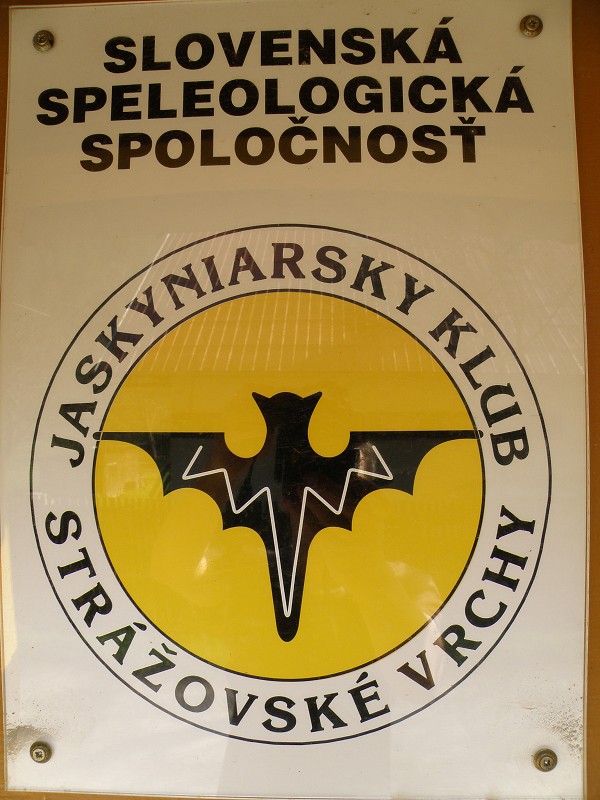 SLOVENSKÁ
SPELEOLOGICKÁ
SPOLOČNOSŤ
JASKYNIARSKY KLUB
STRÁŽOVSKÉ VRCHY